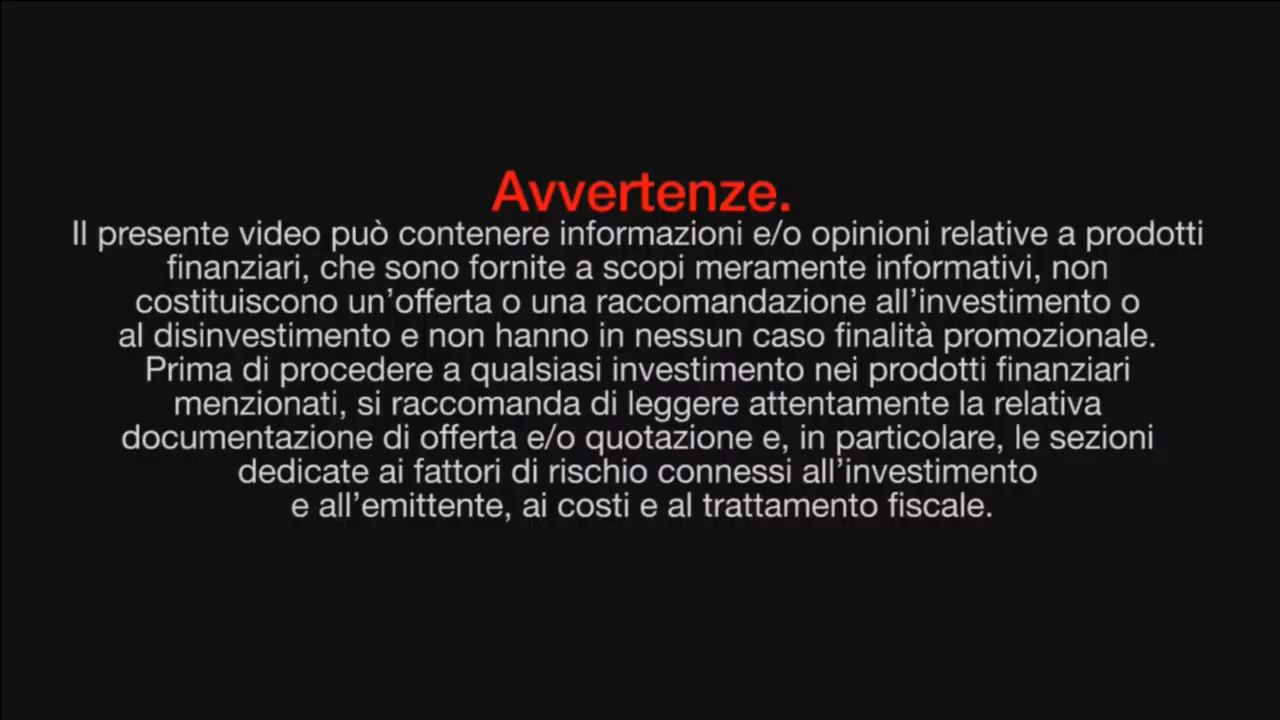 Avvertenze.
Il presente video può contenere informazioni e/o opinioni relative a prodotti
finanziari, che sono fornite a scopi meramente informativi, non
costituiscono un’offerta o una raccomandazione all’investimento o
al disinvestimento e non hanno in nessun caso finalità promozionale.
Prima di procedere a qualsiasi investimento nei prodotti finanziari
menzionati, si raccomanda di leggere attentamente la relativa
documentazione di offerta e/o quotazione e, in particolare, le sezioni
dedicate ai fattori di rischio connessi all’investimento
e all’emittente, ai costi e al trattamento fiscale.